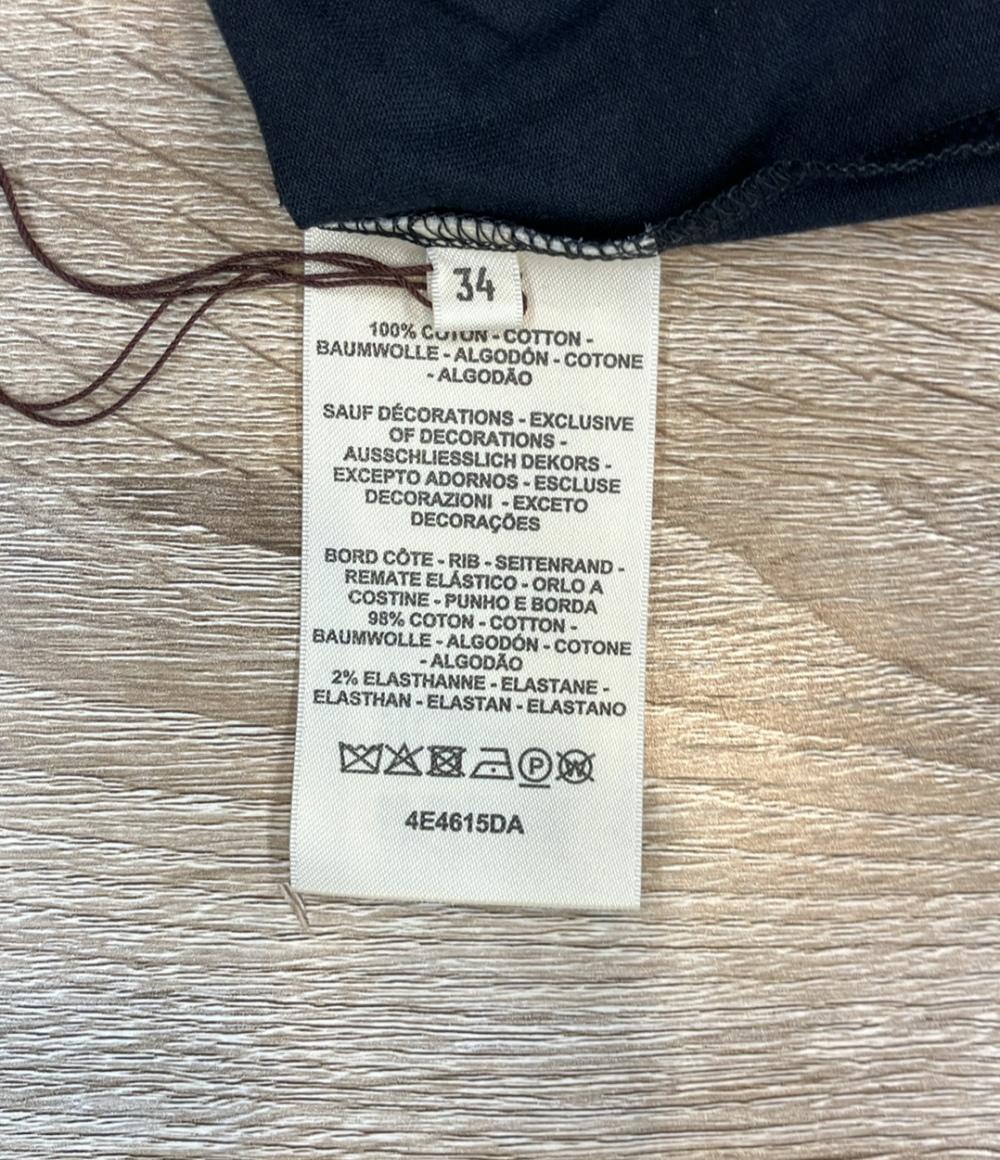 34
100% COTON - COTTON -
BAUMWOLLE - ALGODÓN - COTONE
- ALGODÃO
SAUF DÉCORATIONS - EXCLUSIVE
OF DECORATIONS -
AUSSCHLIESSLICH DEKORS -
EXCEPTO ADORNOS - ESCLUSE
DECORAZIONI - EXCETO
DECORAÇÕES
BORD CÔTE - RIB - SEITENRAND -
REMATE ELÁSTICO - ORLO A
COSTINE - PUNHO E BORDA
98% COTON - COTTON -
BAUMWOLLE - ALGODÓN - COTONE
- ALGODÃO
2% ELASTHANNE - ELASTANE -
ELASTHAN - ELASTAN - ELASTANO
P W
4E4615DA